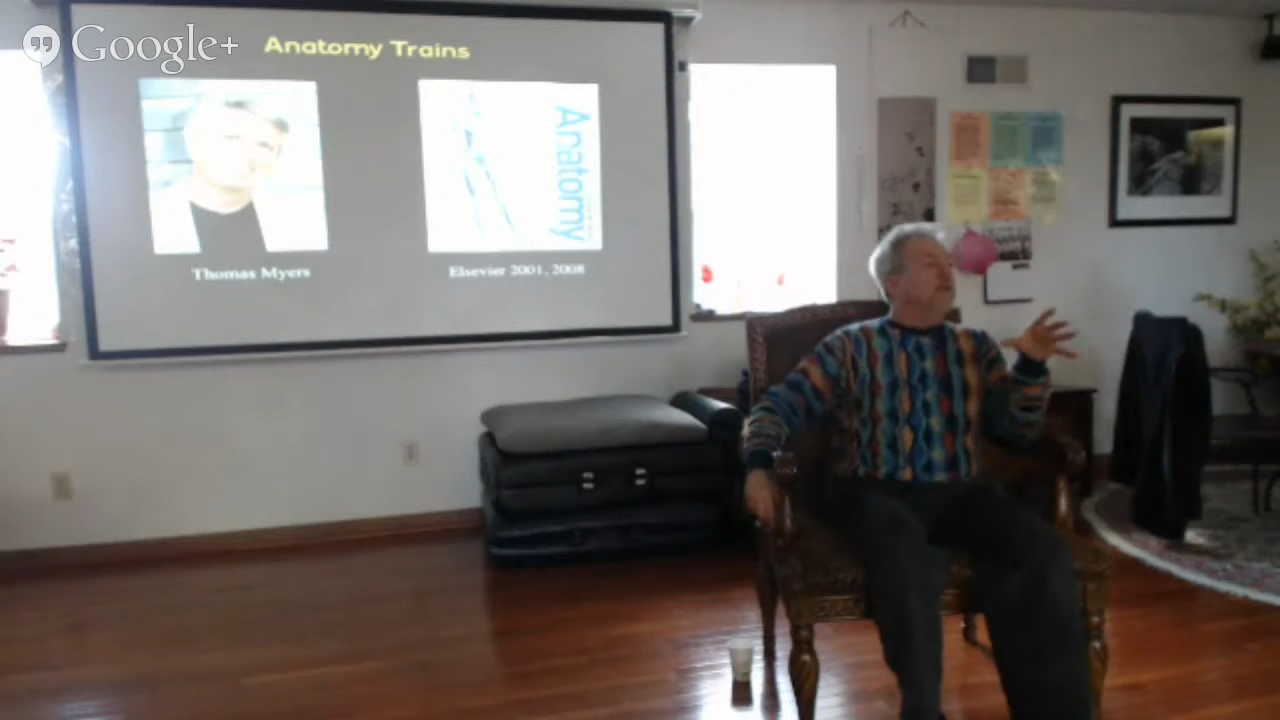 Google+
Anatomy Trains
Anatomy
Thomas Myers
Elsevier 2001, 2008